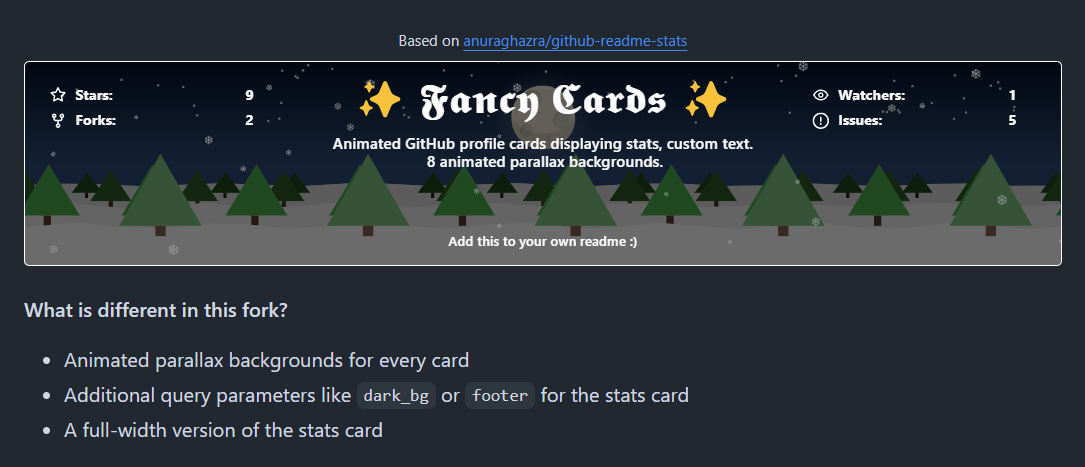 Based on anuraghazra/github-readme-stats
Stars: 9
Forks: 2
✨ 𝕱𝖆𝖓𝖈𝖞 𝕮𝖆𝖗𝖉𝖘 ✨
Animated GitHub profile cards displaying stats, custom text.
8 animated parallax backgrounds.
Watchers: 1
Issues: 5
Add this to your own readme :)
What is different in this fork?
• Animated parallax backgrounds for every card
• Additional query parameters like dark_bg or footer for the stats card
• A full-width version of the stats card